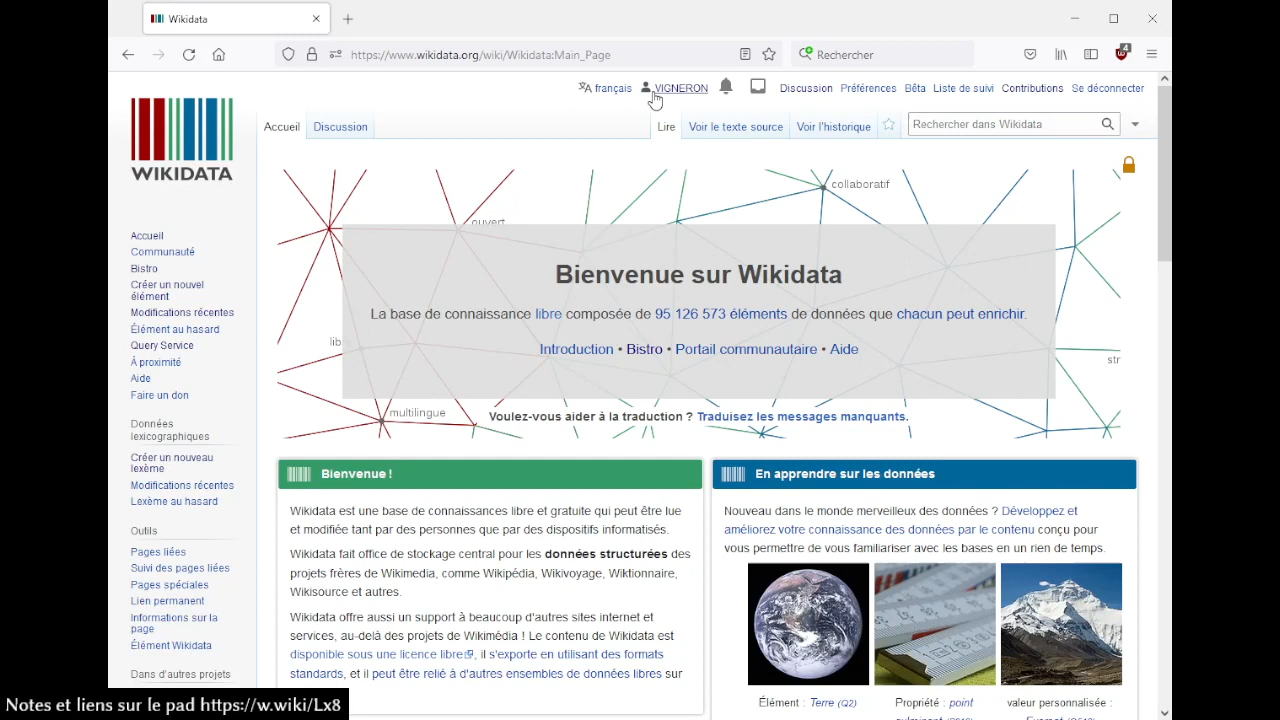 Wikidata
https://www.wikidata.org/wiki/Wikidata:Main_Page
Rechercher
4
français VIGNERON Discussion Préférences Bêta Liste de suivi Contributions Se déconnecter
WIKIDATA
Accueil Discussion Lire Voir le texte source Voir l'historique Rechercher dans Wikidata
Accueil
Communauté
Bistro
Créer un nouvel
élément
Modifications récentes
Élément au hasard
Query Service
À proximité
Aide
Faire un don
Données
lexicographiques
Créer un nouveau
lexème
Modifications récentes
Lexème au hasard
Outils
Pages liées
Suivi des pages liées
Pages spéciales
Lien permanent
Informations sur la
page
Élément Wikidata
Dans d'autres projets
collaboratif
ouvert
Bienvenue sur Wikidata
La base de connaissance libre composée de 95 126 573 éléments de données que chacun peut enrichir.
Introduction • Bistro • Portail communautaire • Aide
lib
str
multilingue
Voulez-vous aider à la traduction ? Traduisez les messages manquants.
Bienvenue !
Wikidata est une base de connaissances libre et gratuite qui peut être lue
et modifiée tant par des personnes que par des dispositifs informatisés.
Wikidata fait office de stockage central pour les données structurées des
projets frères de Wikimedia, comme Wikipédia, Wikivoyage, Wiktionnaire,
Wikisource et autres.
Wikidata offre aussi un support à beaucoup d'autres sites internet et
services, au-delà des projets de Wikimédia ! Le contenu de Wikidata est
disponible sous une licence libre, il s'exporte en utilisant des formats
standards, et il peut être relié à d'autres ensembles de données libres sur
En apprendre sur les données
Nouveau dans le monde merveilleux des données ? Développez et
améliorez votre connaissance des données par le contenu conçu pour
vous permettre de vous familiariser avec les bases en un rien de temps.
Élément : Terre (Q2)
Propriété : point
valeur personnalisée :
Notes et liens sur le pad https://w.wiki/Lx8